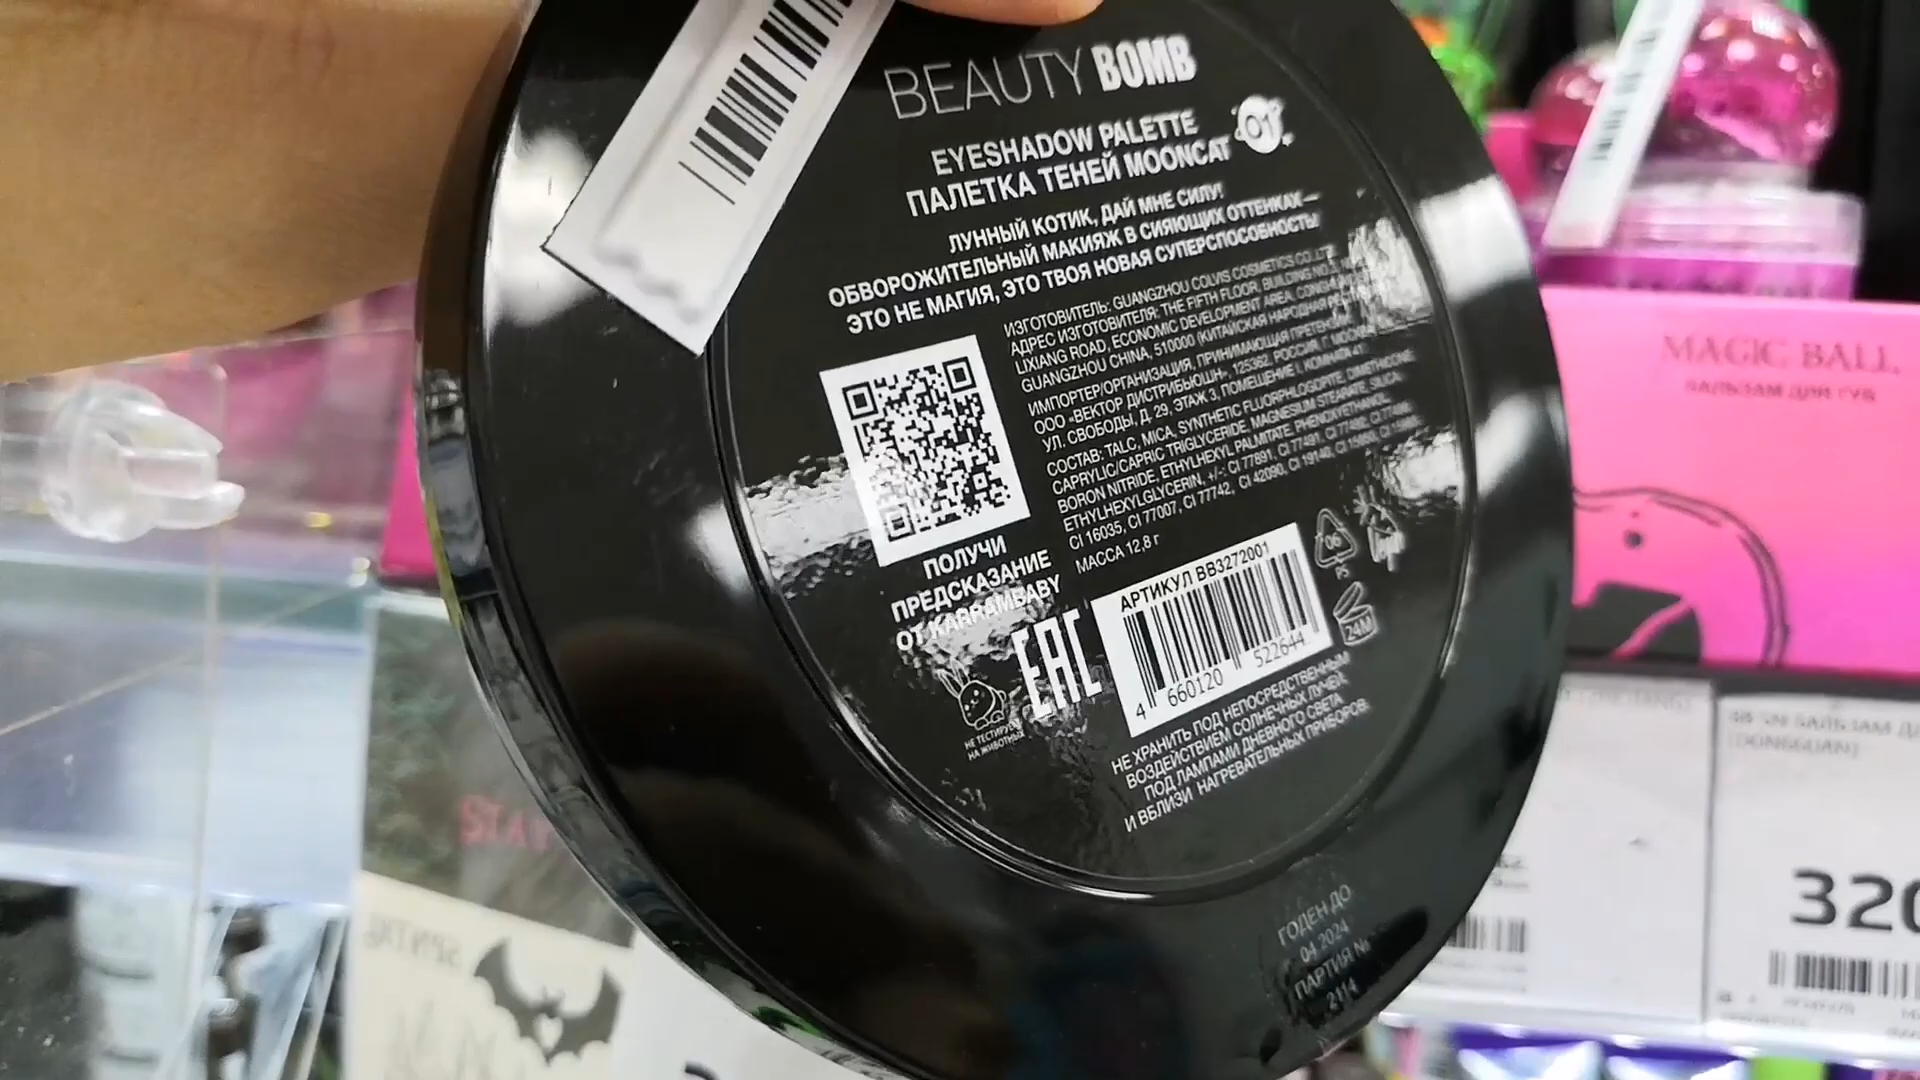 BEAUTY BOMB
EYESHADOW PALETTE
ПАЛЕТКА ТЕНЕЙ MOONCAT
01
ЛУННЫЙ КОТИК, ДАЙ МНЕ СИЛУ!
ОБВОРОЖИТЕЛЬНЫЙ МАКИЯЖ В СИЯЮЩИХ ОТТЕНКАХ –
ЭТО НЕ МАГИЯ, ЭТО ТВОЯ НОВАЯ СУПЕРСПОСОБНОСТЬ!
ИЗГОТОВИТЕЛЬ: GUANGZHOU COLVIS COSMETICS CO.,LTD
АДРЕС ИЗГОТОВИТЕЛЯ: THE FIFTH FLOOR, BUILDING NO.
LIXIANG ROAD, ECONOMIC DEVELOPMENT AREA,
GUANGZHOU CHINA, 510000 (КИТАЙСКАЯ НАРОДНАЯ
ИМПОРТЕР/ОРГАНИЗАЦИЯ, ПРИНИМАЮЩАЯ ПРЕТЕНЗИИ:
ООО «ВЕКТОР ДИСТРИБЬЮШН», 125362, РОССИЯ, Г. МОСКВА,
УЛ. СВОБОДЫ, Д. 29, ЭТАЖ 3, ПОМЕЩЕНИЕ I, КОМНАТА 41
СОСТАВ: TALC, MICA, SYNTHETIC FLUORPHLOGOPITE, DIMETHICONE,
CAPRYLIC/CAPRIC TRIGLYCERIDE, MAGNESIUM STEARATE, SILICA,
BORON NITRIDE, ETHYLHEXYL PALMITATE, PHENOXYETHANOL,
ETHYLHEXYLGLYCERIN, +/-: CI 77891, CI 77491, CI 77492, CI 77499,
CI 16035, CI 77007, CI 77742, CI 42090, CI 19140, CI 15850,
МАССА 12,8 г
ПОЛУЧИ
ПРЕДСКАЗАНИЕ
ОТ KARRAMBABY
EAC
АРТИКУЛ BB3272001
4 660120 522644
06
PS
24M
НЕ ТЕСТИРУЕТСЯ
НА ЖИВОТНЫХ
НЕ ХРАНИТЬ ПОД НЕПОСРЕДСТВЕННЫМ
ВОЗДЕЙСТВИЕМ СОЛНЕЧНЫХ ЛУЧЕЙ,
ПОД ЛАМПАМИ ДНЕВНОГО СВЕТА
И ВБЛИЗИ НАГРЕВАТЕЛЬНЫХ ПРИБОРОВ.
ГОДЕН ДО
04.2024
ПАРТИЯ №
2114
MAGIC BALL
БАЛЬЗАМ ДЛЯ ГУБ
STAY
320